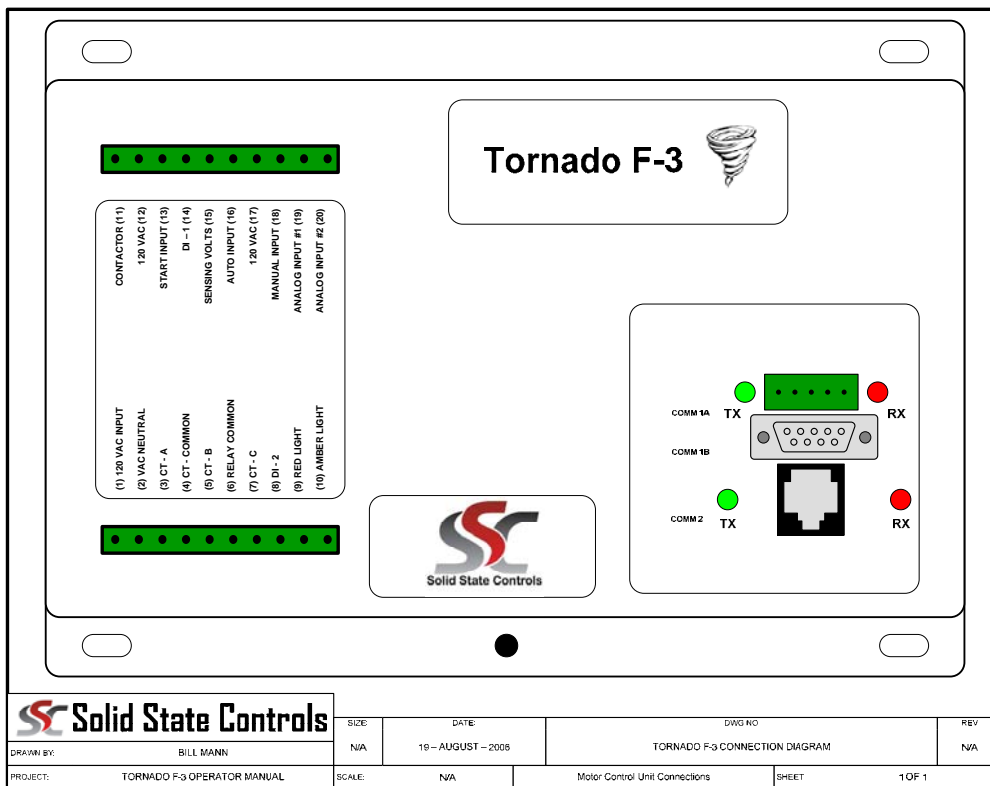 Tornado F-3
CONTACTOR (11)
120 VAC (12)
START INPUT (13)
DI – 1 (14)
SENSING VOLTS (15)
AUTO INPUT (16)
120 VAC (17)
MANUAL INPUT (18)
ANALOG INPUT #1 (19)
ANALOG INPUT #2 (20)
(1) 120 VAC INPUT
(2) VAC NEUTRAL
(3) CT - A
(4) CT - COMMON
(5) CT - B
(6) RELAY COMMON
(7) CT - C
(8) DI - 2
(9) RED LIGHT
(10) AMBER LIGHT
COMM 1A
TX
RX
COMM 1B
COMM 2
TX
RX
SSC
Solid State Controls
SSC Solid State Controls
DRAWN BY: BILL MANN
SIZE: N/A
DATE: 19 – AUGUST – 2006
DWG NO
TORNADO F-3 CONNECTION DIAGRAM
REV
N/A
PROJECT: TORNADO F-3 OPERATOR MANUAL
SCALE: N/A
Motor Control Unit Connections
SHEET 1 OF 1